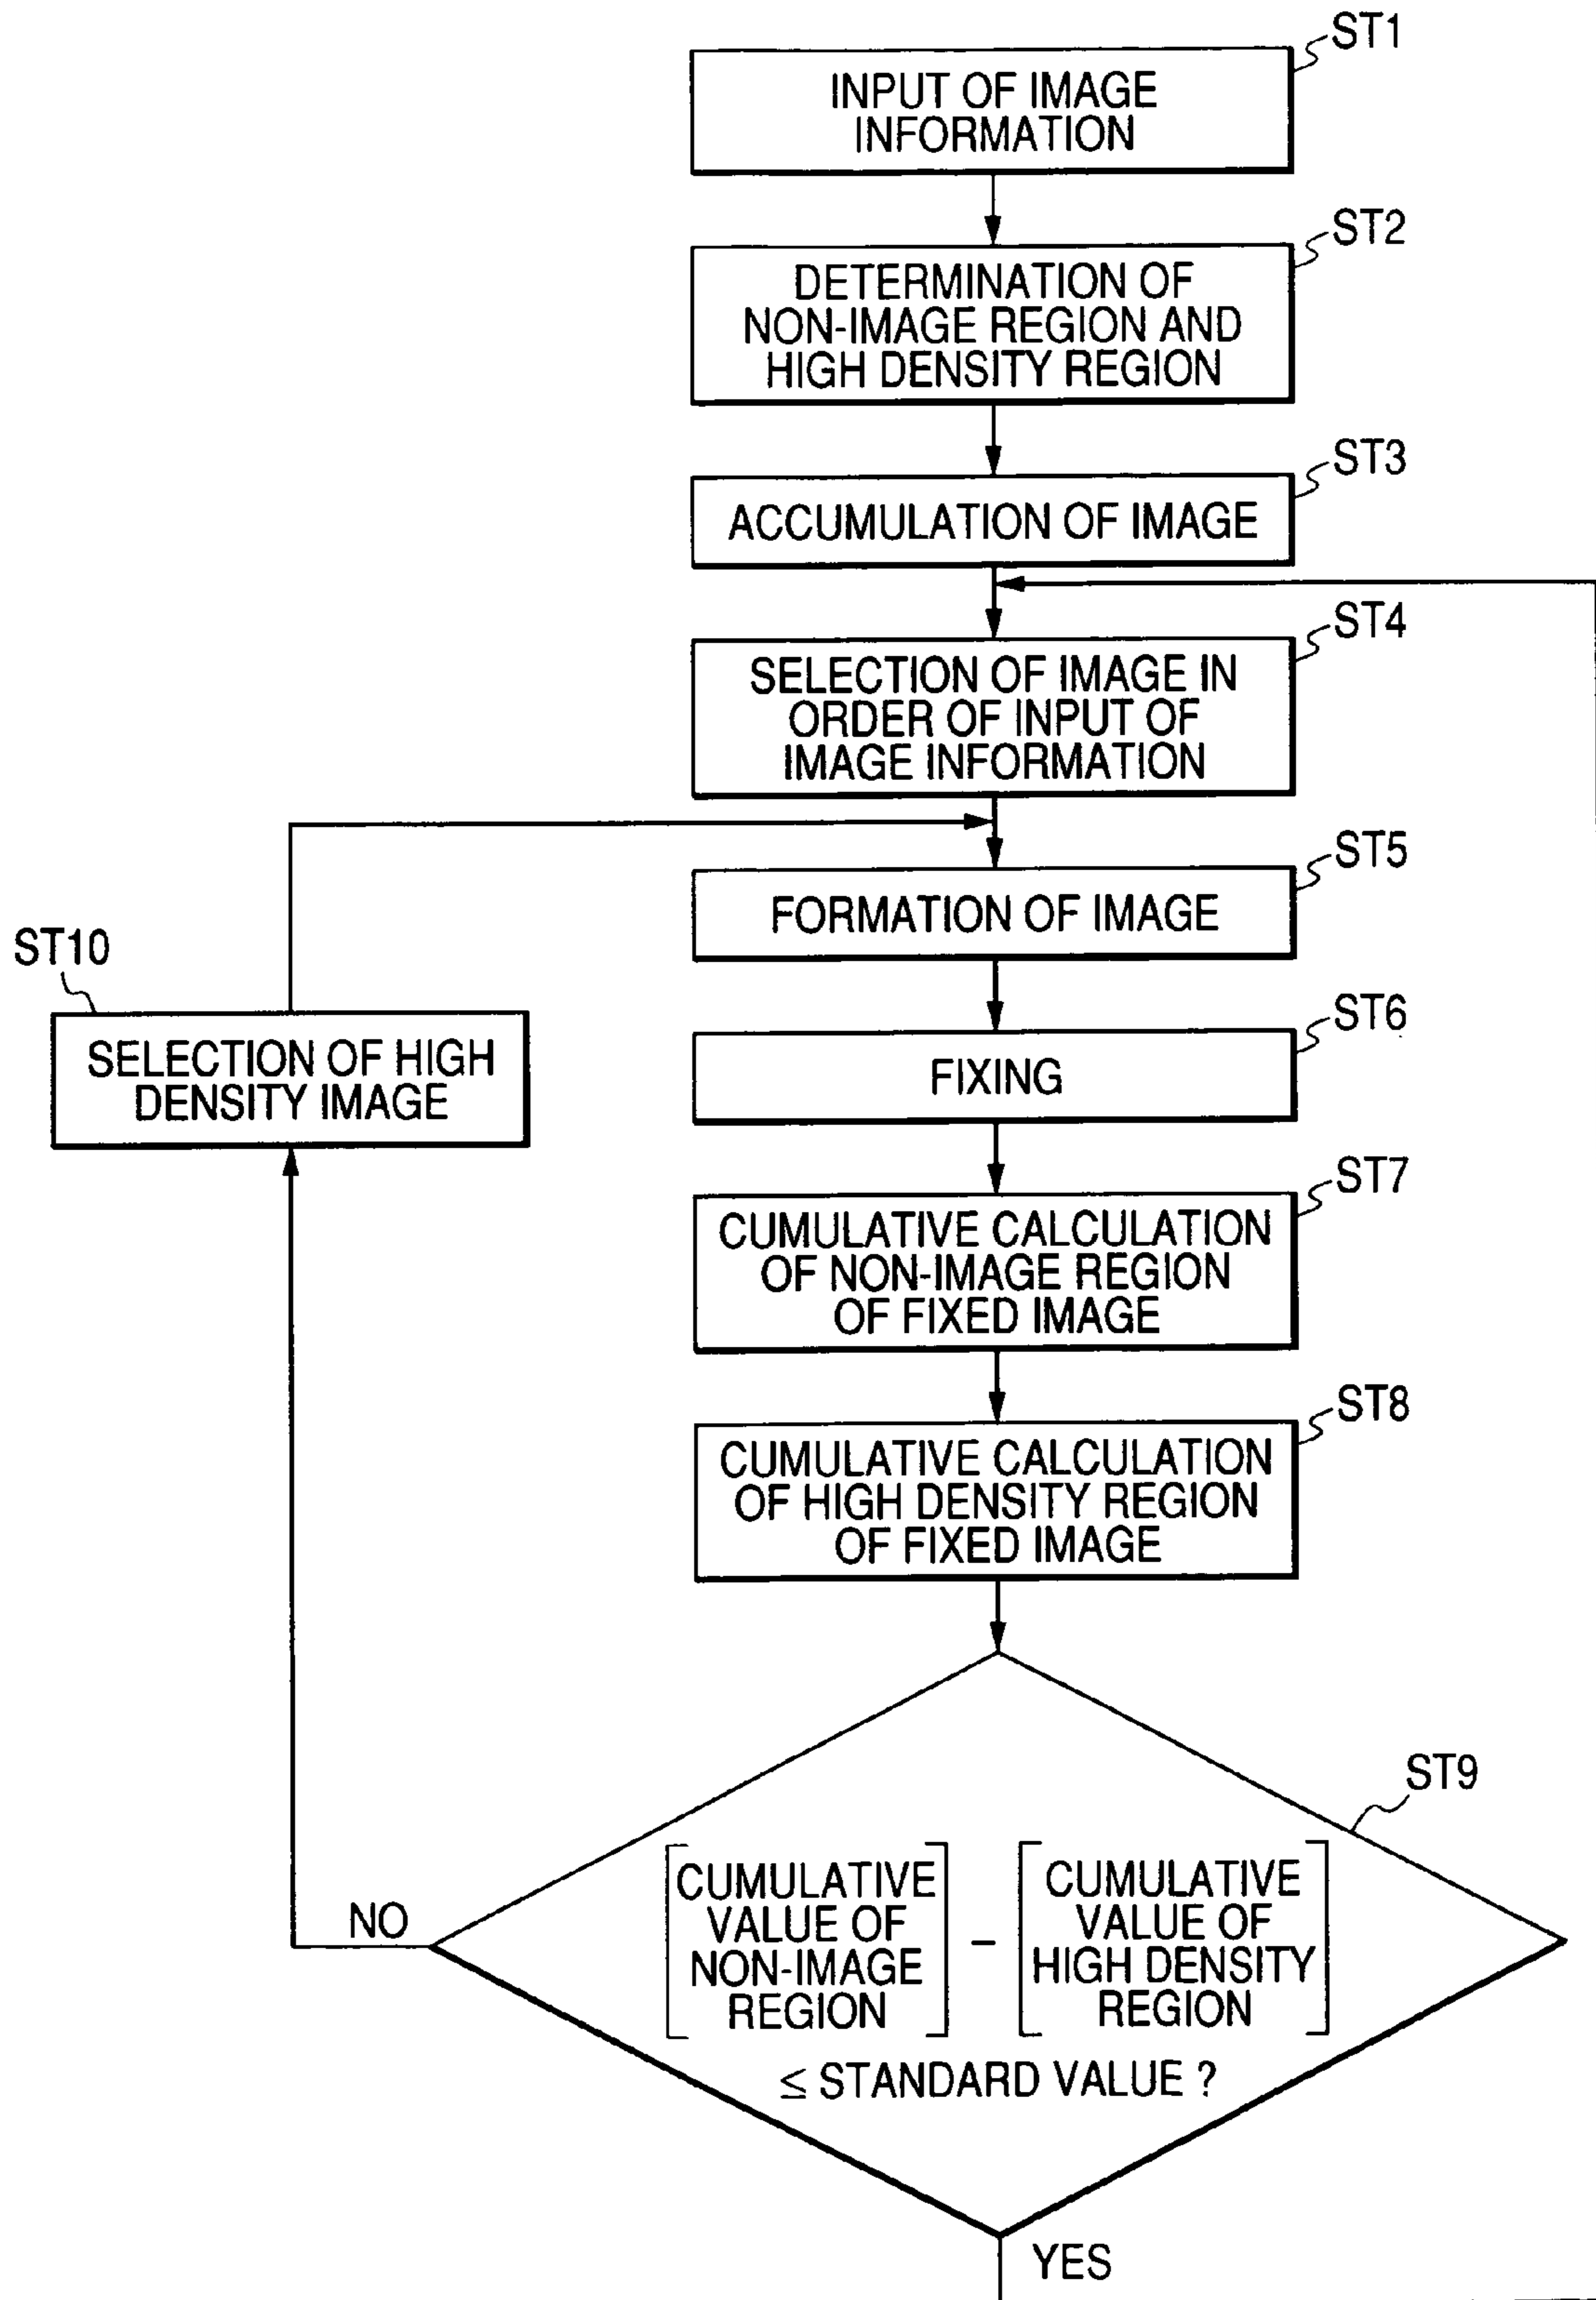 ST1
INPUT OF IMAGE
INFORMATION
ST2
DETERMINATION OF
NON-IMAGE REGION AND
HIGH DENSITY REGION
ST3
ACCUMULATION OF IMAGE
ST4
SELECTION OF IMAGE IN
ORDER OF INPUT OF
IMAGE INFORMATION
ST5
FORMATION OF IMAGE
ST10
SELECTION OF HIGH
DENSITY IMAGE
ST6
FIXING
ST7
CUMULATIVE CALCULATION
OF NON-IMAGE REGION
OF FIXED IMAGE
ST8
CUMULATIVE CALCULATION
OF HIGH DENSITY REGION
OF FIXED IMAGE
ST9
CUMULATIVE
VALUE OF
NON-IMAGE
REGION
–
CUMULATIVE
VALUE OF
HIGH DENSITY
REGION
≤ STANDARD VALUE ?
NO
YES